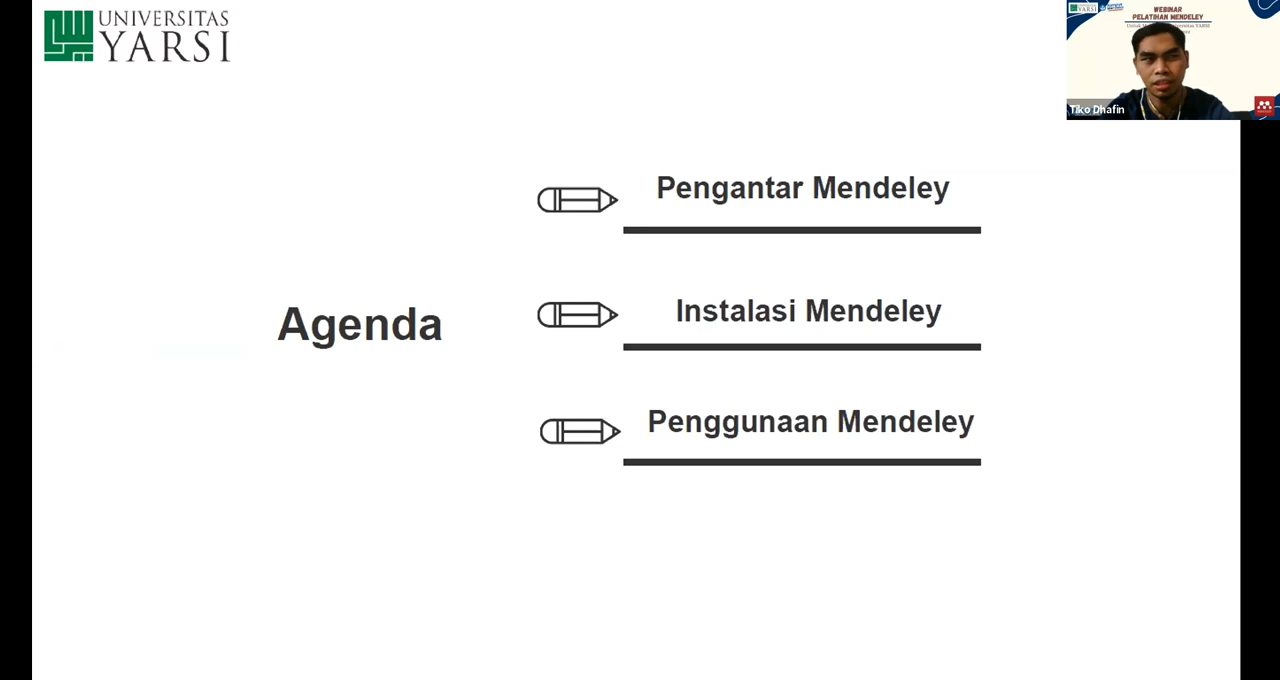 UNIVERSITAS
YARSI
WEBINAR
PELATIHAN MENDELEY
Tiko Dhafin
Agenda
Pengantar Mendeley
Instalasi Mendeley
Penggunaan Mendeley